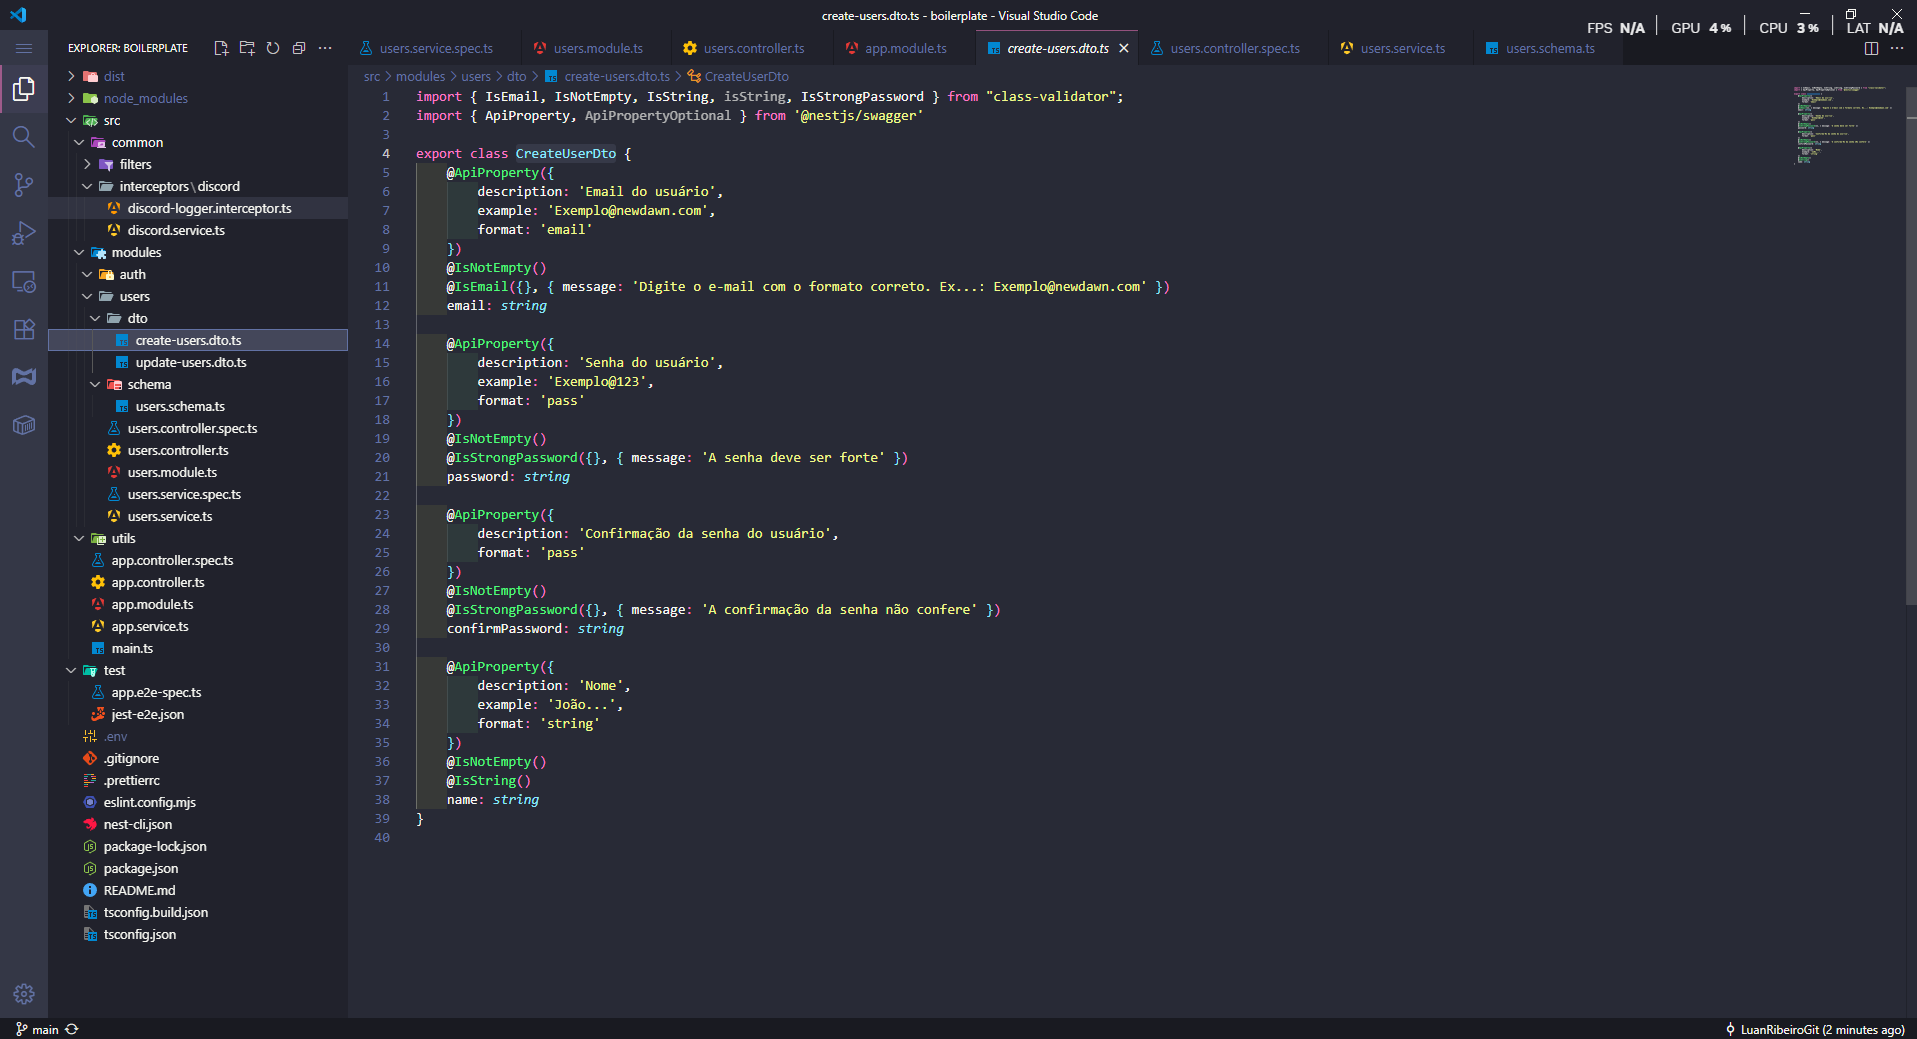 create-users.dto.ts - boilerplate - Visual Studio Code
FPS N/A GPU 4% CPU 3% LAT N/A
EXPLORER: BOILERPLATE
users.service.spec.ts
users.module.ts
users.controller.ts
app.module.ts
create-users.dto.ts
users.controller.spec.ts
users.service.ts
users.schema.ts
dist
node_modules
src
common
filters
interceptors\discord
discord-logger.interceptor.ts
discord.service.ts
modules
auth
users
dto
create-users.dto.ts
update-users.dto.ts
schema
users.schema.ts
users.controller.spec.ts
users.controller.ts
users.module.ts
users.service.spec.ts
users.service.ts
utils
app.controller.spec.ts
app.controller.ts
app.module.ts
app.service.ts
main.ts
test
app.e2e-spec.ts
jest-e2e.json
.env
.gitignore
.prettierrc
eslint.config.mjs
nest-cli.json
package-lock.json
package.json
README.md
tsconfig.build.json
tsconfig.json
src > modules > users > dto > create-users.dto.ts > CreateUserDto
1 import { IsEmail, IsNotEmpty, IsString, isString, IsStrongPassword } from "class-validator";
2 import { ApiProperty, ApiPropertyOptional } from '@nestjs/swagger'
3
4 export class CreateUserDto {
5 @ApiProperty({
6 description: 'Email do usuário',
7 example: 'Exemplo@newdawn.com',
8 format: 'email'
9 })
10 @IsNotEmpty()
11 @IsEmail({}, { message: 'Digite o e-mail com o formato correto. Ex...: Exemplo@newdawn.com' })
12 email: string
13
14 @ApiProperty({
15 description: 'Senha do usuário',
16 example: 'Exemplo@123',
17 format: 'pass'
18 })
19 @IsNotEmpty()
20 @IsStrongPassword({}, { message: 'A senha deve ser forte' })
21 password: string
22
23 @ApiProperty({
24 description: 'Confirmação da senha do usuário',
25 format: 'pass'
26 })
27 @IsNotEmpty()
28 @IsStrongPassword({}, { message: 'A confirmação da senha não confere' })
29 confirmPassword: string
30
31 @ApiProperty({
32 description: 'Nome',
33 example: 'João...',
34 format: 'string'
35 })
36 @IsNotEmpty()
37 @IsString()
38 name: string
39 }
40
main
LuanRibeiroGit (2 minutes ago)